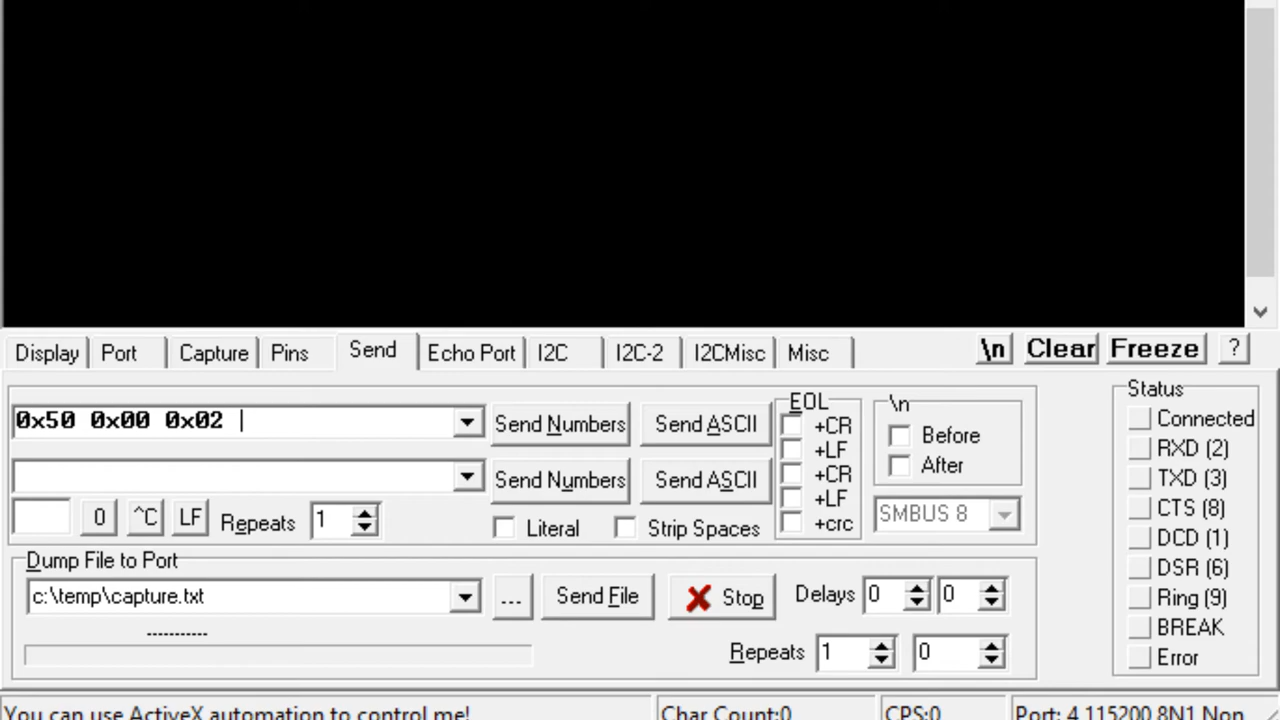 Display Port Capture Pins Send Echo Port I2C I2C-2 I2CMisc Misc \n Clear Freeze ?
0x50 0x00 0x02
Send Numbers Send ASCII
Send Numbers Send ASCII
0 ^C LF Repeats 1
Literal Strip Spaces
EOL
+CR
+LF
+CR
+LF
+crc
\n
Before
After
SMBUS 8
Dump File to Port
c:\temp\capture.txt ... Send File Stop Delays 0 0
-----------
Repeats 1 0
Status
Connected
RXD (2)
TXD (3)
CTS (8)
DCD (1)
DSR (6)
Ring (9)
BREAK
Error
You can use ActiveX automation to control me! Char Count:0 CPS:0 Port: 4 115200 8N1 Non